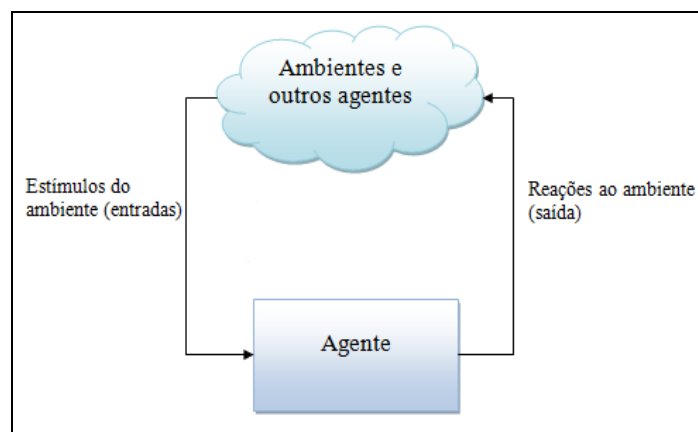 Ambientes e
outros agentes
Estímulos do
ambiente (entradas)
Reações ao ambiente
(saída)
Agente